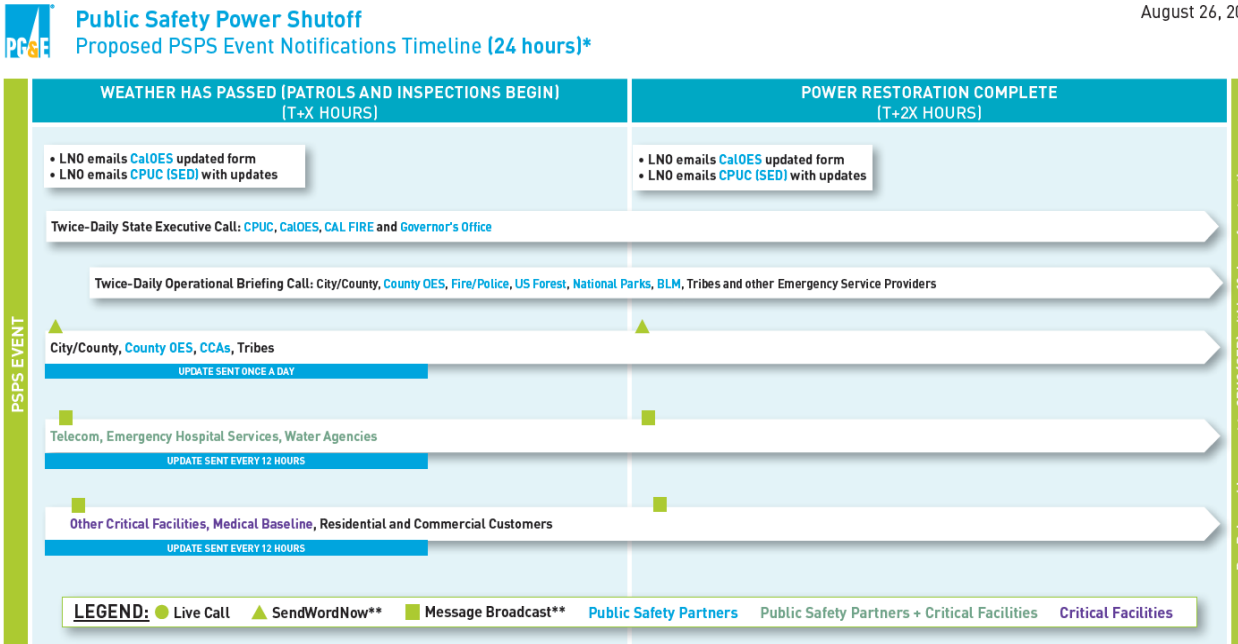 PG&E
Public Safety Power Shutoff
August 26, 20
Proposed PSPS Event Notifications Timeline (24 hours)*
WEATHER HAS PASSED (PATROLS AND INSPECTIONS BEGIN)
(T+X HOURS)
POWER RESTORATION COMPLETE
(T+2X HOURS)
PSPS EVENT
• LNO emails CalOES updated form
• LNO emails CPUC (SED) with updates
• LNO emails CalOES updated form
• LNO emails CPUC (SED) with updates
Twice-Daily State Executive Call: CPUC, CalOES, CAL FIRE and Governor's Office
Twice-Daily Operational Briefing Call: City/County, County OES, Fire/Police, US Forest, National Parks, BLM, Tribes and other Emergency Service Providers
City/County, County OES, CCAs, Tribes
UPDATE SENT ONCE A DAY
Telecom, Emergency Hospital Services, Water Agencies
UPDATE SENT EVERY 12 HOURS
Other Critical Facilities, Medical Baseline, Residential and Commercial Customers
UPDATE SENT EVERY 12 HOURS
LEGEND: Live Call SendWordNow** Message Broadcast** Public Safety Partners Public Safety Partners + Critical Facilities Critical Facilities